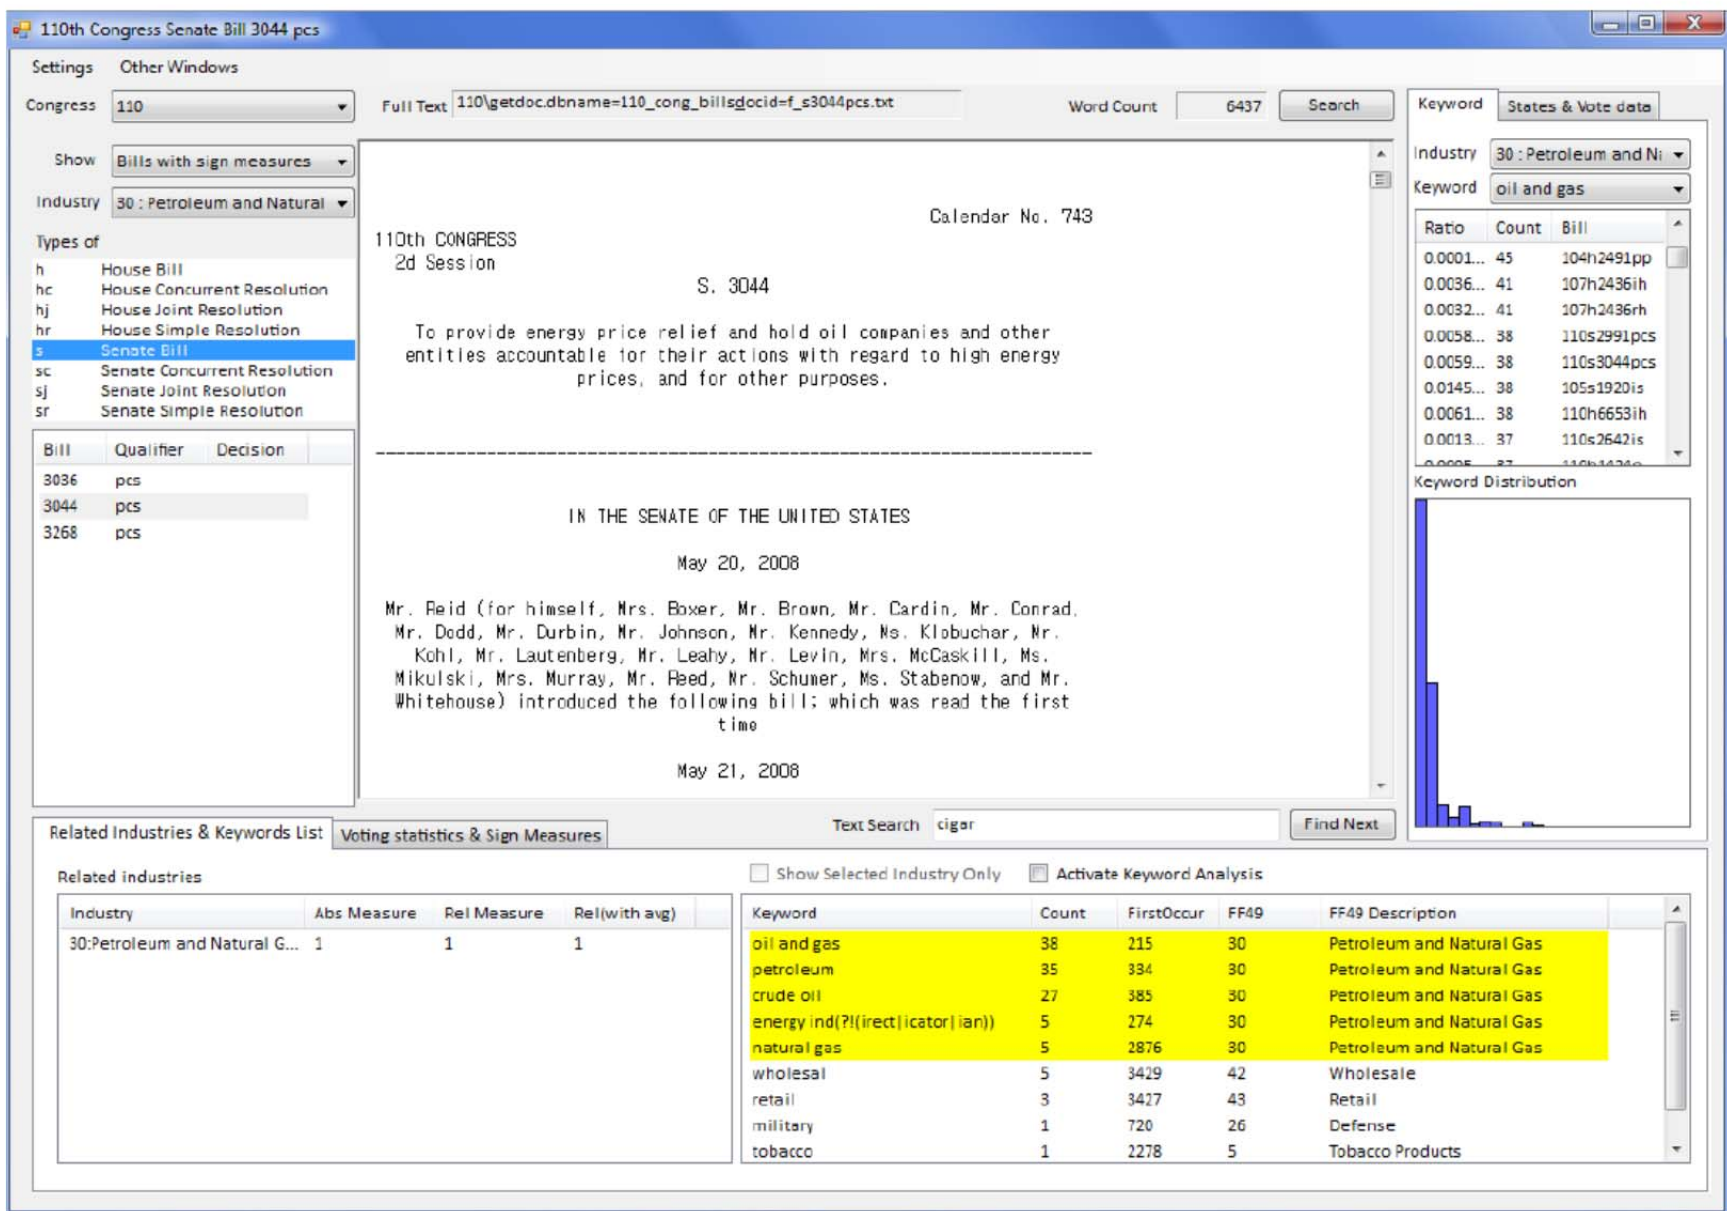 110th Congress Senate Bill 3044 pcs
Settings Other Windows
Congress 110
Full Text 110\getdoc.dbname=110_cong_bills&docid=f_s3044pcs.txt
Word Count 6437 Search
Show Bills with sign measures
Industry 30 : Petroleum and Natural
Types of
h House Bill
hc House Concurrent Resolution
hj House Joint Resolution
hr House Simple Resolution
s Senate Bill
sc Senate Concurrent Resolution
sj Senate Joint Resolution
sr Senate Simple Resolution
Bill Qualifier Decision
3036 pcs
3044 pcs
3268 pcs
Calendar No. 743
110th CONGRESS
2d Session
S. 3044
To provide energy price relief and hold oil companies and other
entities accountable for their actions with regard to high energy
prices, and for other purposes.
IN THE SENATE OF THE UNITED STATES
May 20, 2008
Mr. Reid (for himself, Mrs. Boxer, Mr. Brown, Mr. Cardin, Mr. Conrad,
Mr. Dodd, Mr. Durbin, Mr. Johnson, Mr. Kennedy, Ms. Klobuchar, Mr.
Kohl, Mr. Lautenberg, Mr. Leahy, Mr. Levin, Mrs. McCaskill, Ms.
Mikulski, Mrs. Murray, Mr. Reed, Mr. Schumer, Ms. Stabenow, and Mr.
Whitehouse) introduced the following bill; which was read the first
time
May 21, 2008
Text Search cigar Find Next
Keyword States & Vote data
Industry 30 : Petroleum and Na
Keyword oil and gas
Ratio Count Bill
0.0001... 45 104h2491pp
0.0036... 41 107h2436ih
0.0032... 41 107h2436rh
0.0058... 38 110s2991pcs
0.0059... 38 110s3044pcs
0.0145... 38 105s1920is
0.0061... 38 110h6653ih
0.0013... 37 110s2642is
Keyword Distribution
Related Industries & Keywords List Voting statistics & Sign Measures
Related industries
Industry Abs Measure Rel Measure Rel(with avg)
30:Petroleum and Natural G... 1 1 1
Show Selected Industry Only Activate Keyword Analysis
Keyword Count FirstOccur FF49 FF49 Description
oil and gas 38 215 30 Petroleum and Natural Gas
petroleum 35 334 30 Petroleum and Natural Gas
crude oil 27 385 30 Petroleum and Natural Gas
energy ind(?!(irect|icator|ian)) 5 274 30 Petroleum and Natural Gas
natural gas 5 2876 30 Petroleum and Natural Gas
wholesal 5 3429 42 Wholesale
retail 3 3427 43 Retail
military 1 720 26 Defense
tobacco 1 2278 5 Tobacco Products